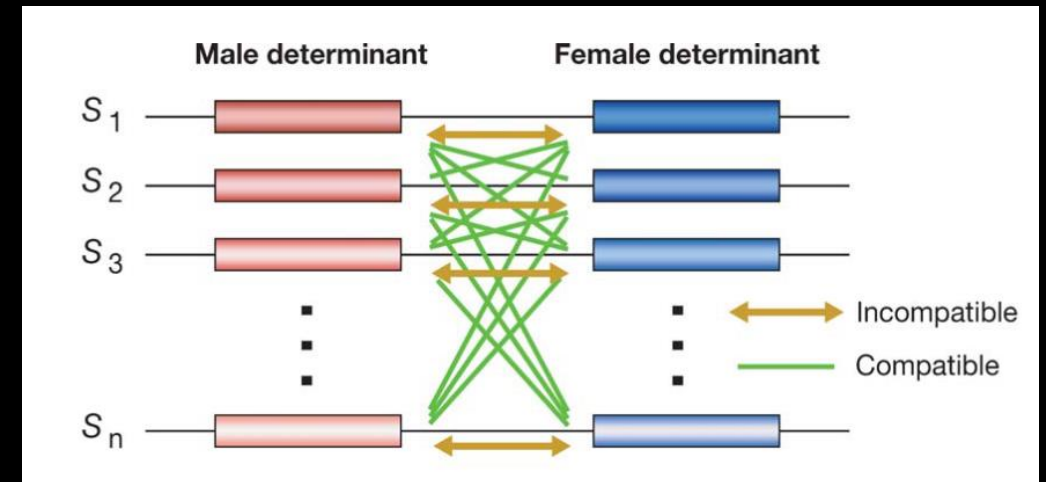 Male determinant Female determinant
S1
S2
S3
Incompatible
Compatible
Sn